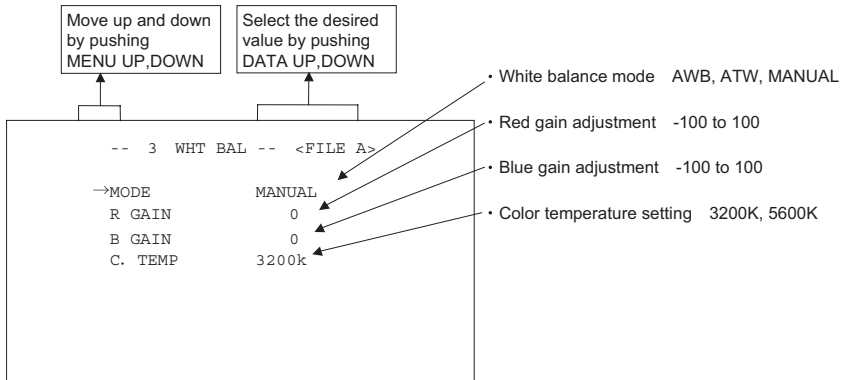 Move up and down
by pushing
MENU UP,DOWN
Select the desired
value by pushing
DATA UP,DOWN
・White balance mode AWB, ATW, MANUAL
・Red gain adjustment -100 to 100
・Blue gain adjustment -100 to 100
・Color temperature setting 3200K, 5600K
-- 3 WHT BAL -- <FILE A>
→MODE MANUAL
R GAIN 0
B GAIN 0
C. TEMP 3200k